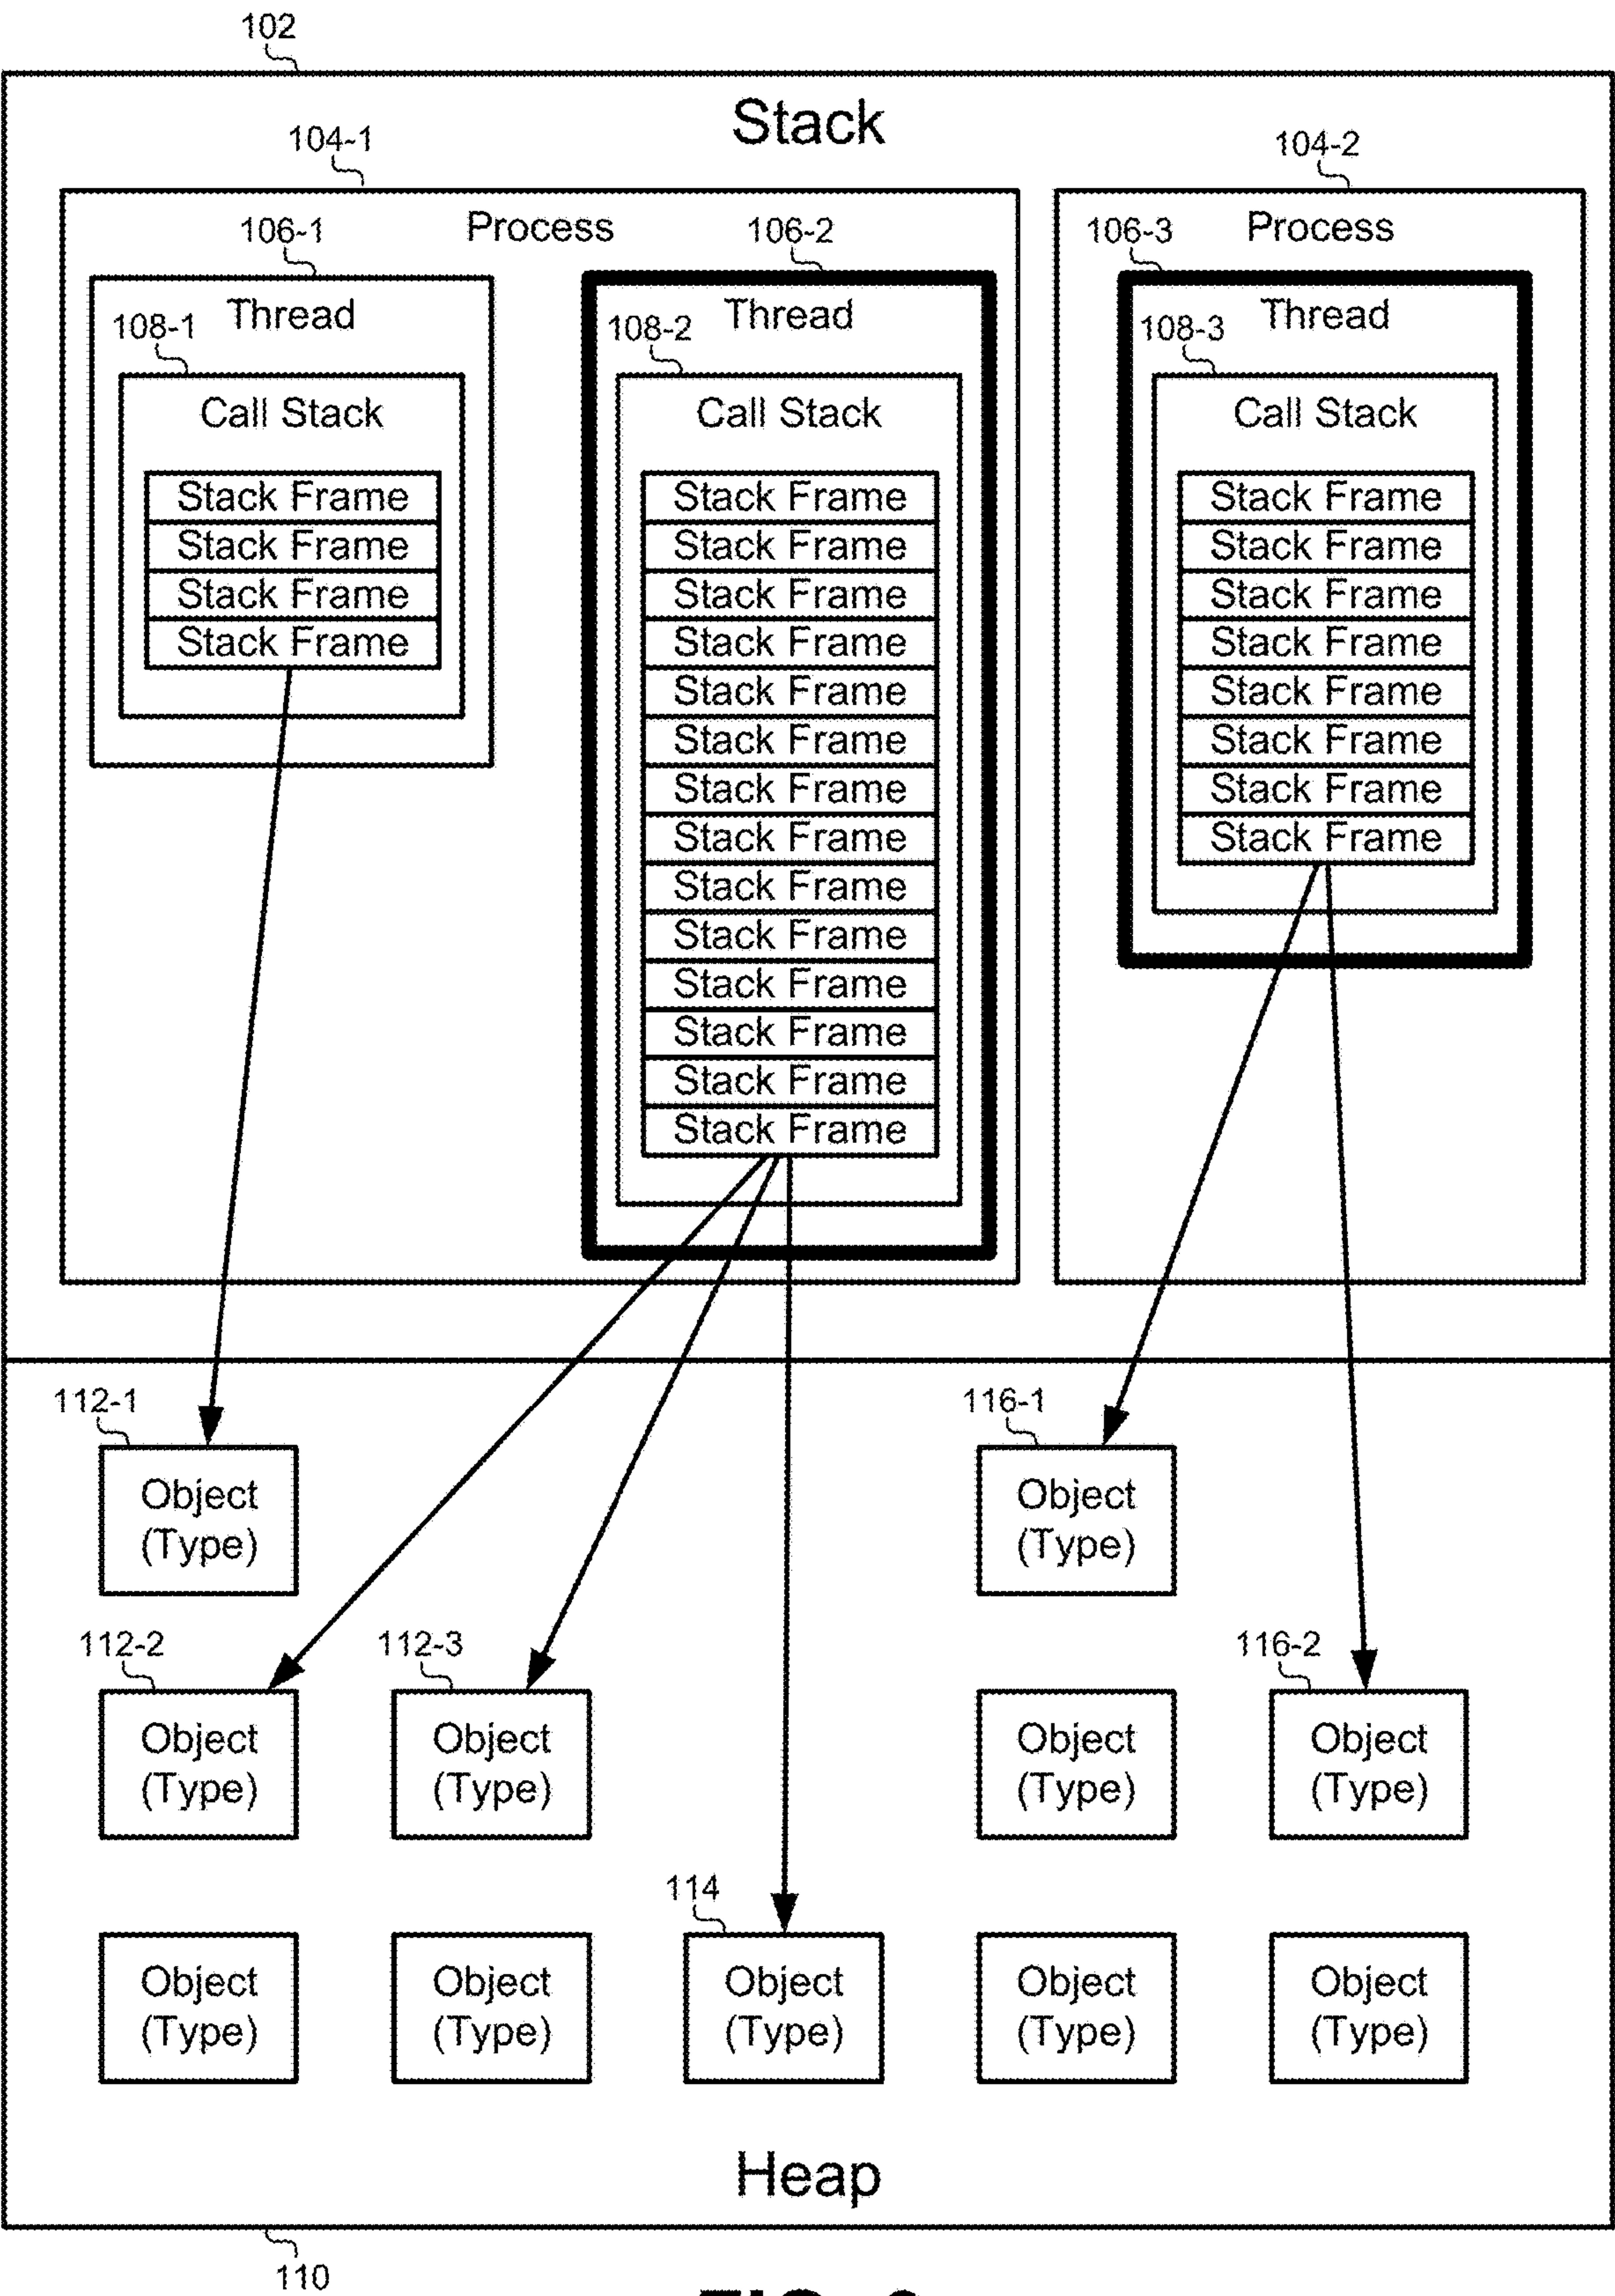 102
Stack
104-1
104-2
Process
Process
106-1
106-2
106-3
Thread
Thread
Thread
108-1
108-2
108-3
Call Stack
Call Stack
Call Stack
Stack Frame Stack Frame Stack Frame
Stack Frame Stack Frame Stack Frame
Stack Frame Stack Frame Stack Frame
Stack Frame Stack Frame Stack Frame
Stack Frame Stack Frame
Stack Frame Stack Frame
Stack Frame Stack Frame
Stack Frame Stack Frame
Stack Frame
Stack Frame
Stack Frame
Stack Frame
Stack Frame
Stack Frame
112-1
116-1
Object Object
(Type) (Type)
112-2 112-3 116-2
Object Object Object Object
(Type) (Type) (Type) (Type)
114
Object Object Object Object Object
(Type) (Type) (Type) (Type) (Type)
Heap
110